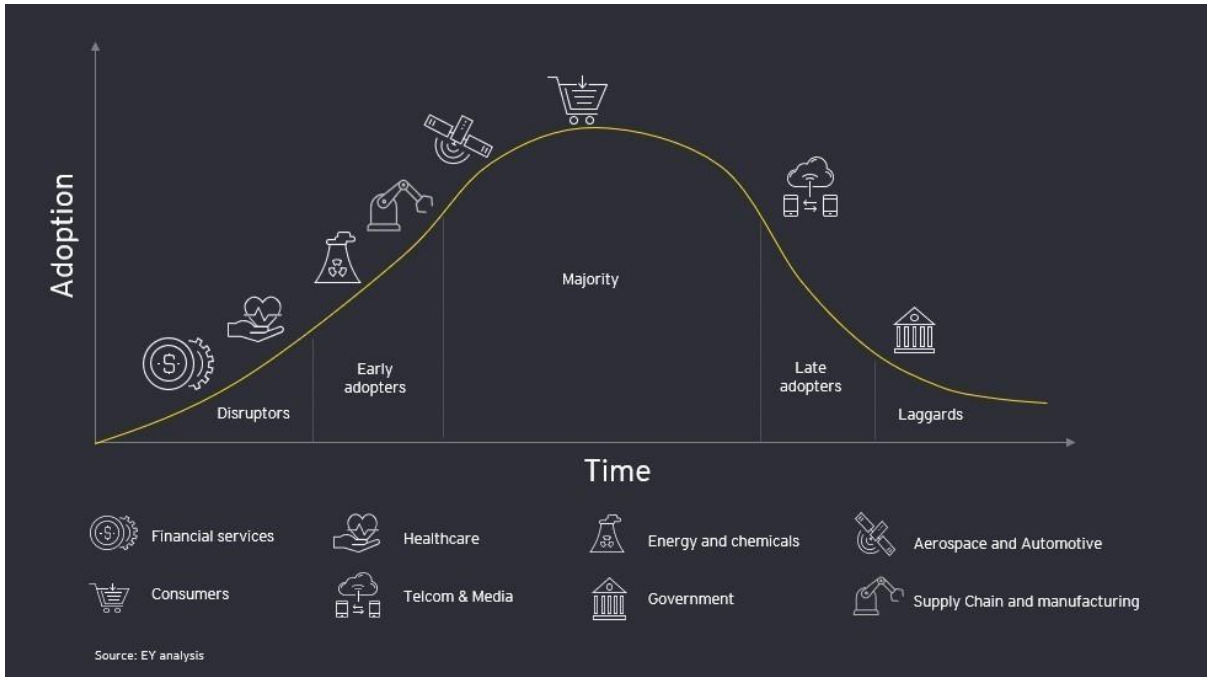 Adoption
Majority
Early
adopters
Late
adopters
Disruptors
Laggards
Time
Financial services
Healthcare
Energy and chemicals
Aerospace and Automotive
Consumers
Telcom & Media
Government
Supply Chain and manufacturing
Source: EY analysis